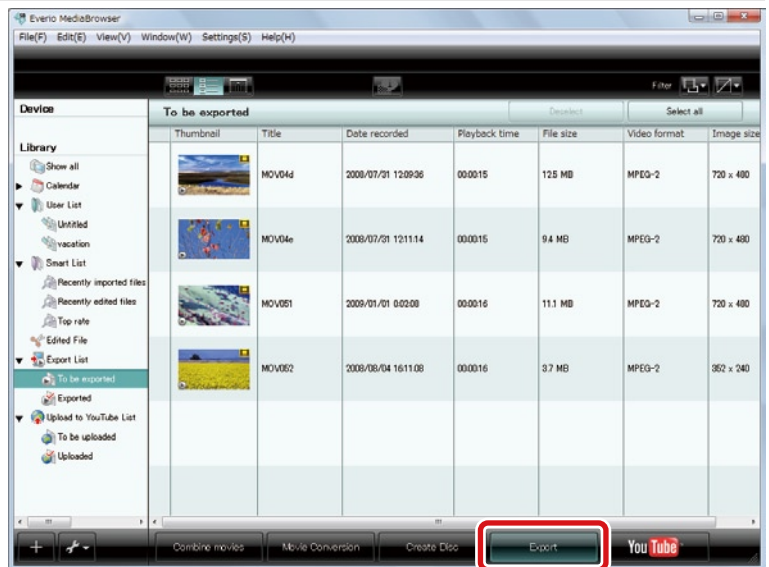 Everio MediaBrowser
File(F) Edit(E) View(V) Window(W) Settings(S) Help(H)
Filter
Device
To be exported
Deselect
Select all
Thumbnail Title Date recorded Playback time File size Video format Image size
Library
Show all
Calendar
User List
Untitled
vacation
Smart List
Recently imported files
Recently edited files
Top rate
Edited File
Export List
To be exported
Exported
Upload to YouTube List
To be uploaded
Uploaded
MOV04d 2008/07/31 12:09:36 00:00:15 12.5 MB MPEG-2 720 x 480
MOV04e 2008/07/31 12:11:14 00:00:15 9.4 MB MPEG-2 720 x 480
MOV051 2009/01/01 0:02:08 00:00:16 11.1 MB MPEG-2 720 x 480
MOV052 2008/08/04 16:11:08 00:00:16 3.7 MB MPEG-2 352 x 240
Combine movies
Movie Conversion
Create Disc
Export
YouTube